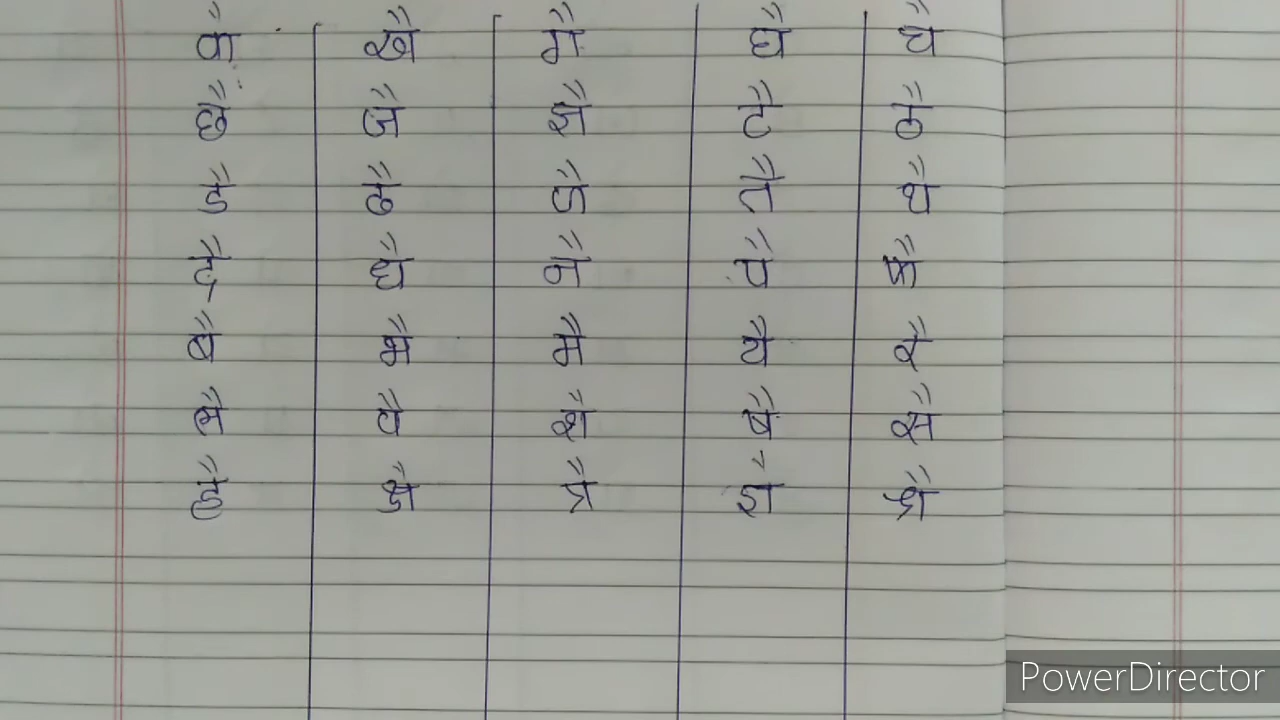 कै खै गै घै चै
छै जै झै टै ठै
डै ढै णै तै थै
दै धै नै पै फै
बै भै मै यै रै
लै वै शै षै सै
है क्षै त्रै ज्ञै श्रै
PowerDirector